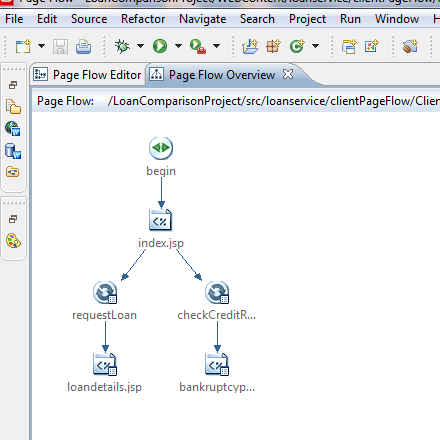 File Edit Source Refactor Navigate Search Project Run Window
Page Flow Editor Page Flow Overview
Page Flow: /LoanComparisonProject/src/loanservice/clientPageFlow/Clien
begin
index.jsp
requestLoan checkCreditR...
loandetails.jsp bankruptcyp...